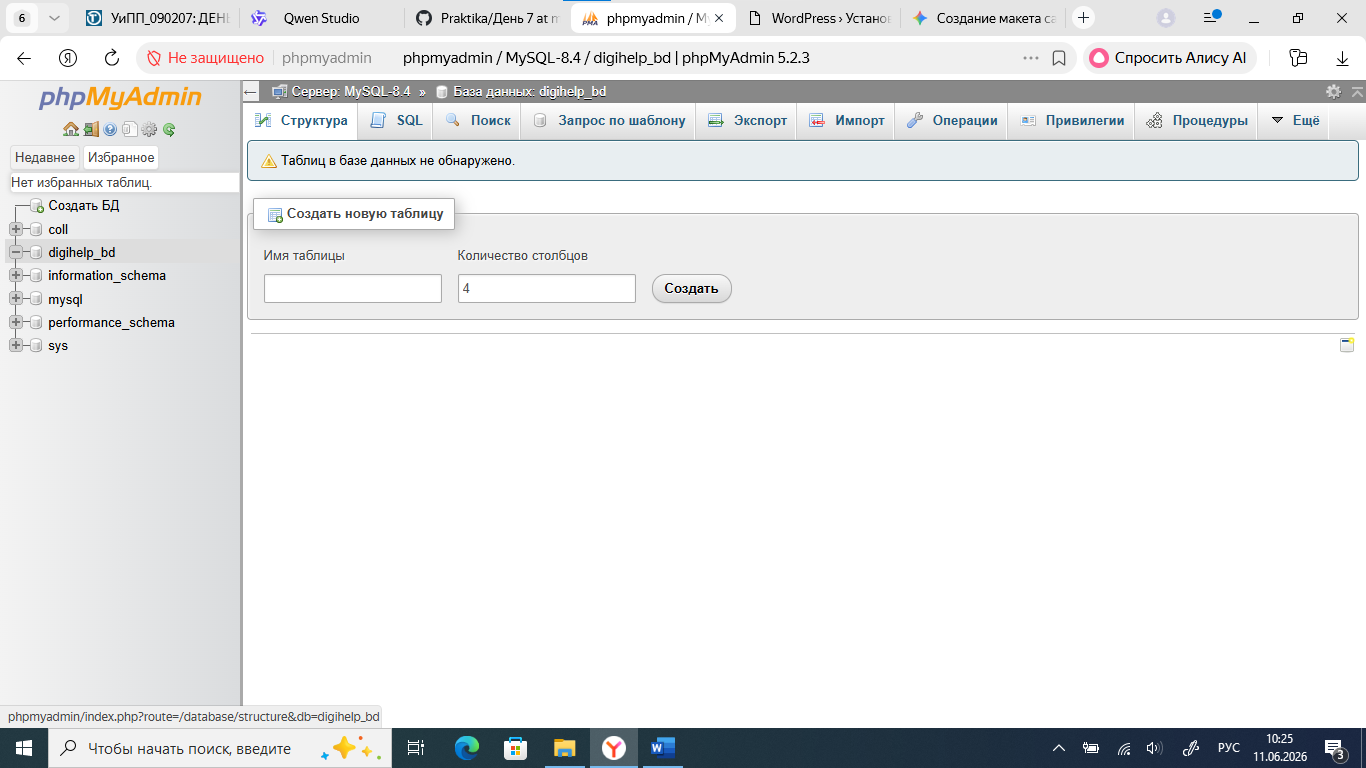 6
УиПП_090207: ДЕНЬ
Qwen Studio
Praktika/День 7 at m
phpmyadmin / My
WordPress › Установ
Создание макета са
Не защищено
phpmyadmin
phpmyadmin / MySQL-8.4 / digihelp_bd | phpMyAdmin 5.2.3
Спросить Алису AI
phpMyAdmin
Недавнее
Избранное
Нет избранных таблиц.
Создать БД
coll
digihelp_bd
information_schema
mysql
performance_schema
sys
Сервер: MySQL-8.4 » База данных: digihelp_bd
Структура
SQL
Поиск
Запрос по шаблону
Экспорт
Импорт
Операции
Привилегии
Процедуры
Ещё
Таблиц в базе данных не обнаружено.
Создать новую таблицу
Имя таблицы
Количество столбцов
4
Создать
phpmyadmin/index.php?route=/database/structure&db=digihelp_bd
Чтобы начать поиск, введите
РУС
10:25
11.06.2026
3